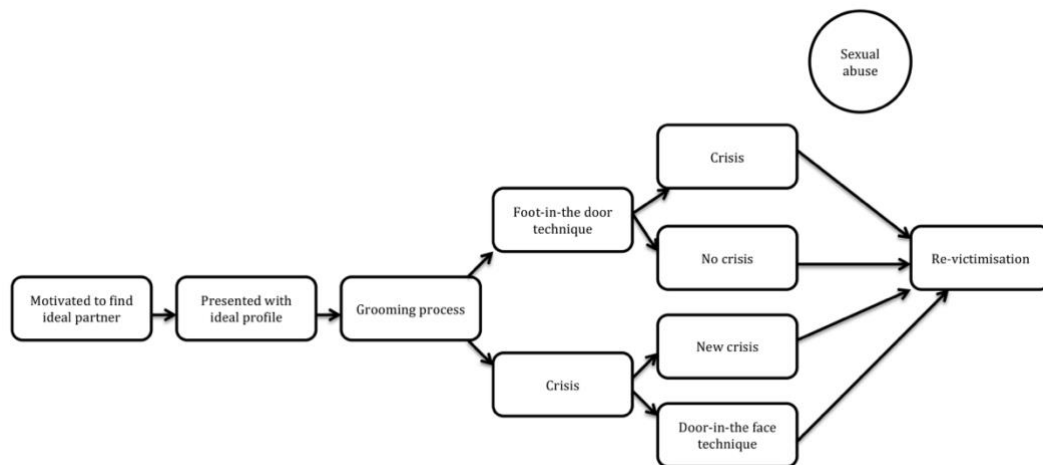 Sexual
abuse
Crisis
Foot-in-the door
technique
No crisis
Re-victimisation
Motivated to find
ideal partner
Presented with
ideal profile
Grooming process
New crisis
Crisis
Door-in-the face
technique